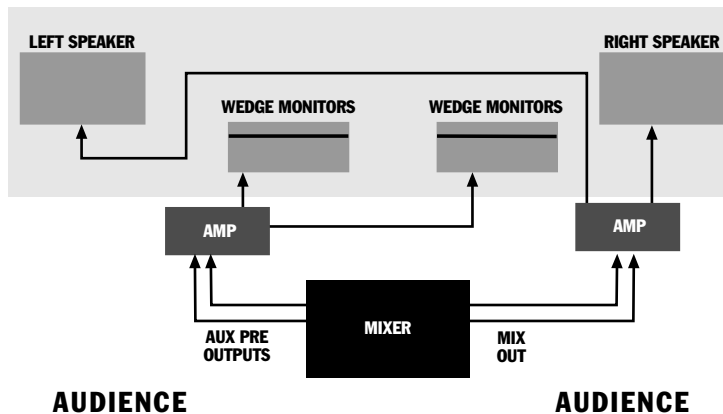 LEFT SPEAKER
RIGHT SPEAKER
WEDGE MONITORS
WEDGE MONITORS
AMP
AMP
MIXER
AUX PRE
OUTPUTS
MIX
OUT
AUDIENCE
AUDIENCE